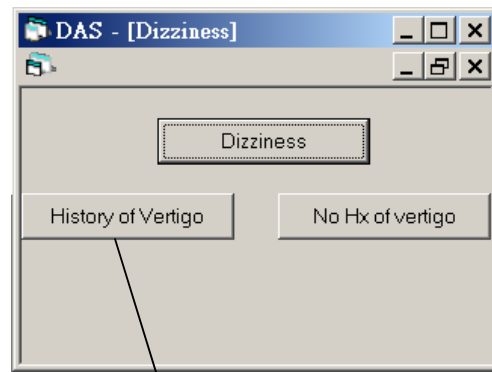 DAS - [Dizziness]
Dizziness
History of Vertigo No Hx of vertigo